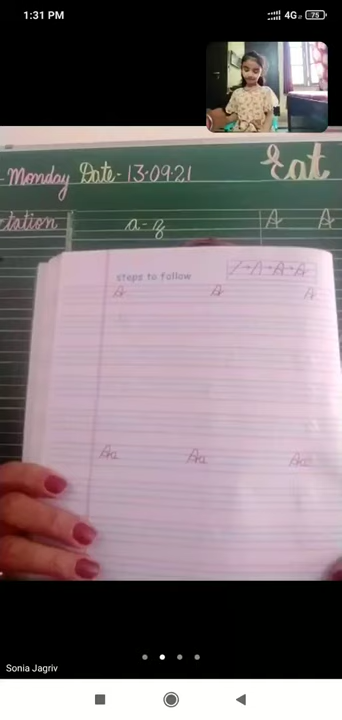 1:31 PM 4G 75
Monday Date - 13.09.21 Eat
tation a - z A A
steps to follow / → Λ → A → A
A A A
Aa Aa Aa
Sonia Jagriv